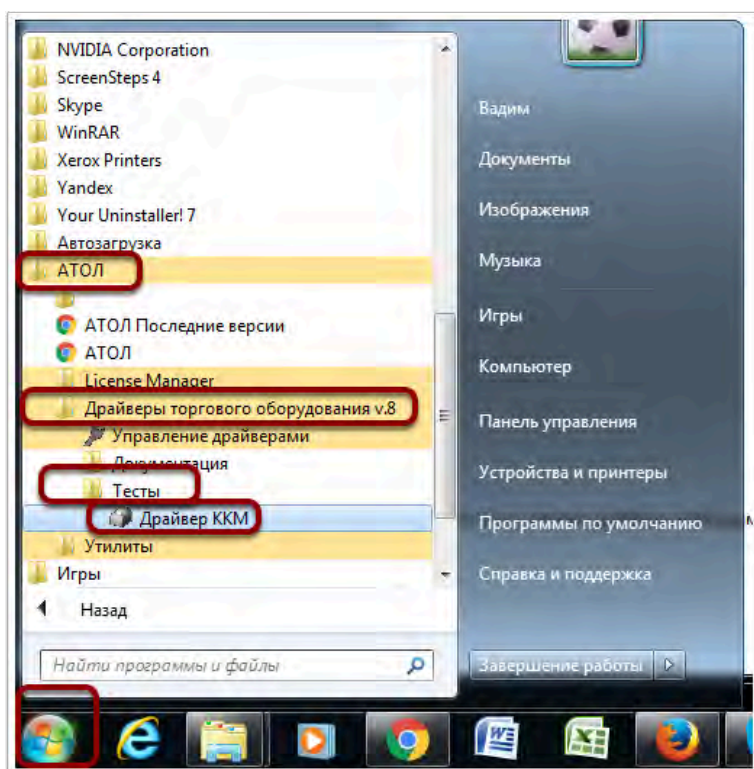 NVIDIA Corporation
ScreenSteps 4
Skype
WinRAR
Xerox Printers
Yandex
Your Uninstaller! 7
Автозагрузка
АТОЛ
АТОЛ Последние версии
АТОЛ
License Manager
Драйверы торгового оборудования v.8
Управление драйверами
Документация
Тесты
Драйвер ККМ
Утилиты
Игры
Назад
Найти программы и файлы
Вадим
Документы
Изображения
Музыка
Игры
Компьютер
Панель управления
Устройства и принтеры
Программы по умолчанию
Справка и поддержка
Завершение работы